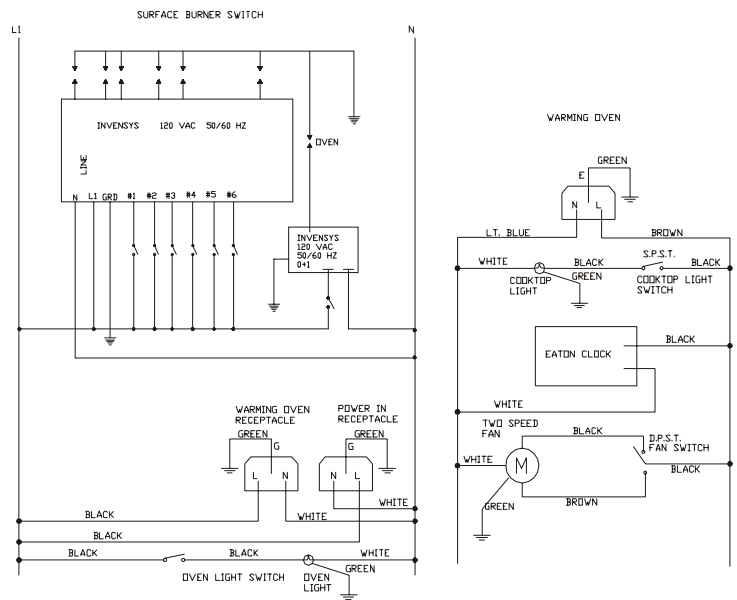 SURFACE BURNER SWITCH
L1
N
INVENSYS 120 VAC 50/60 HZ
LINE
N L1 GRD #1 #2 #3 #4 #5 #6
OVEN
INVENSYS
120 VAC
50/60 HZ
0+1
WARMING OVEN
RECEPTACLE
POWER IN
RECEPTACLE
GREEN
G
GREEN
G
L N
N L
WHITE
BLACK
WHITE
BLACK
BLACK
BLACK
WHITE
GREEN
OVEN LIGHT SWITCH
OVEN
LIGHT
WARMING OVEN
GREEN
E
N L
LT. BLUE
BROWN
WHITE
BLACK
S.P.S.T.
BLACK
GREEN
COOKTOP
LIGHT
COOKTOP LIGHT
SWITCH
EATON CLOCK
BLACK
WHITE
TWO SPEED
FAN
BLACK
D.P.S.T.
FAN SWITCH
WHITE
M
BLACK
GREEN
BROWN